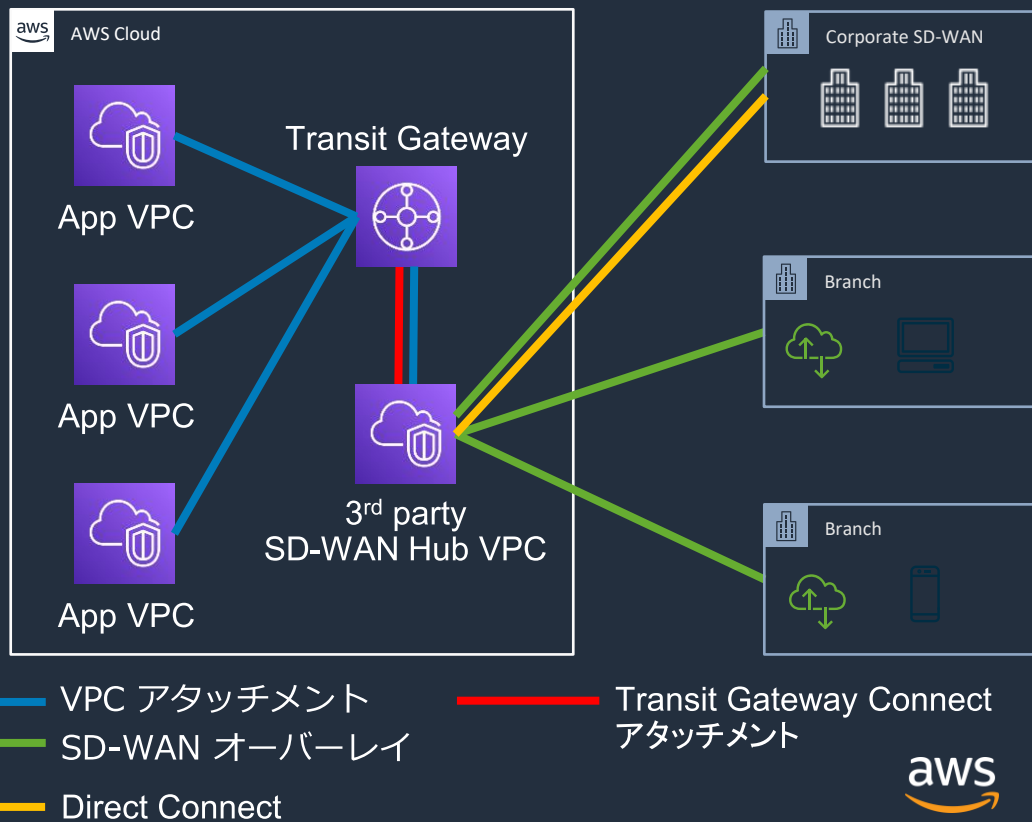 aws
AWS Cloud
Corporate SD-WAN
Transit Gateway
App VPC
Branch
App VPC
3rd party
SD-WAN Hub VPC
Branch
App VPC
VPC アタッチメント
SD-WAN オーバーレイ
Direct Connect
Transit Gateway Connect
アタッチメント
aws